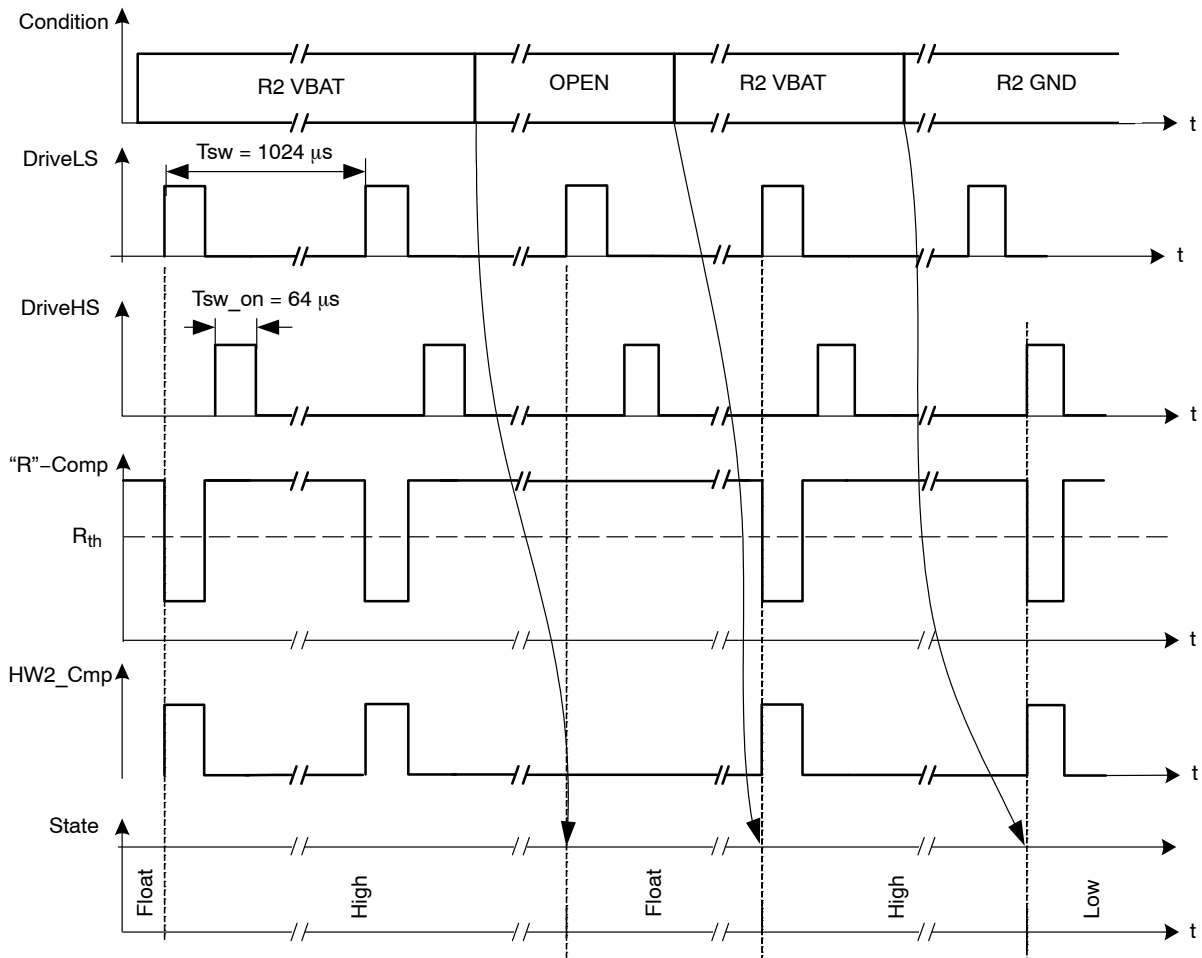 Condition
R2 VBAT
OPEN
R2 VBAT
R2 GND
t
DriveLS
Tsw = 1024 μs
t
DriveHS
Tsw_on = 64 μs
t
“R”−Comp
Rth
t
HW2_Cmp
t
State
Float
High
Float
High
Low
t